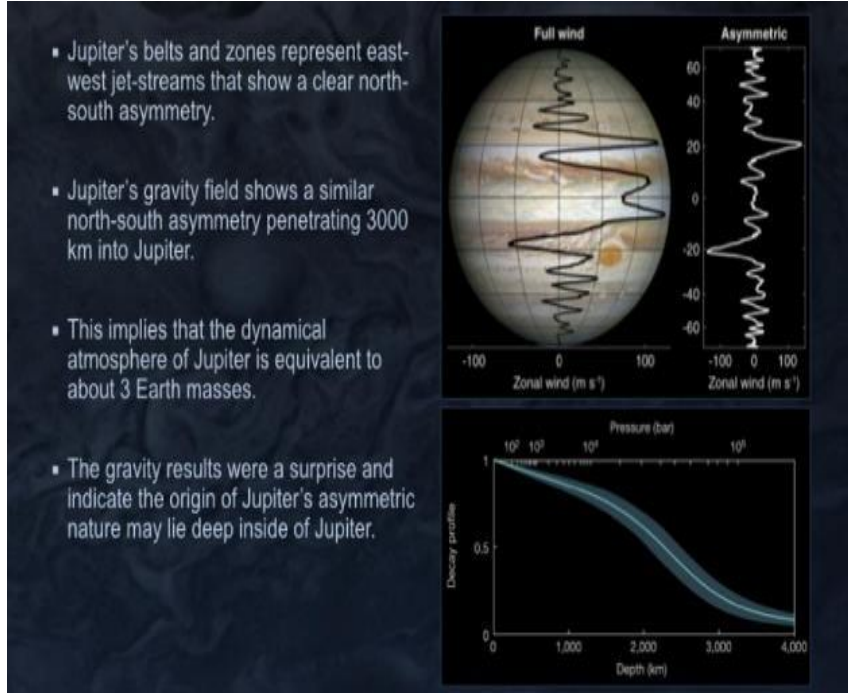 ▪ Jupiter's belts and zones represent east-
west jet-streams that show a clear north-
south asymmetry.
▪ Jupiter's gravity field shows a similar
north-south asymmetry penetrating 3000
km into Jupiter.
▪ This implies that the dynamical
atmosphere of Jupiter is equivalent to
about 3 Earth masses.
▪ The gravity results were a surprise and
indicate the origin of Jupiter's asymmetric
nature may lie deep inside of Jupiter.
Full wind
-100 0 100
Zonal wind (m s⁻¹)
Asymmetric
60
40
20
0
-20
-40
-60
-100 0 100
Zonal wind (m s⁻¹)
Pressure (bar)
10² 10³ 10⁴ 10⁵
Decay profile
1
0.5
0
0 1,000 2,000 3,000 4,000
Depth (km)